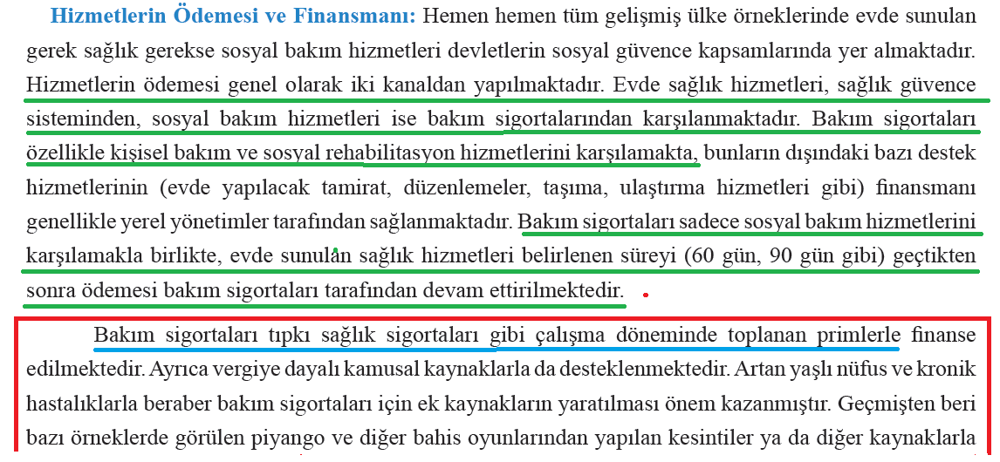 Hizmetlerin Ödemesi ve Finansmanı: Hemen hemen tüm gelişmiş ülke örneklerinde evde sunulan
gerek sağlık gerekse sosyal bakım hizmetleri devletlerin sosyal güvence kapsamlarında yer almaktadır.
Hizmetlerin ödemesi genel olarak iki kanaldan yapılmaktadır. Evde sağlık hizmetleri, sağlık güvence
sisteminden, sosyal bakım hizmetleri ise bakım sigortalarından karşılanmaktadır. Bakım sigortaları
özellikle kişisel bakım ve sosyal rehabilitasyon hizmetlerini karşılamakta, bunların dışındaki bazı destek
hizmetlerinin (evde yapılacak tamirat, düzenlemeler, taşıma, ulaştırma hizmetleri gibi) finansmanı
genellikle yerel yönetimler tarafından sağlanmaktadır. Bakım sigortaları sadece sosyal bakım hizmetlerini
karşılamakla birlikte, evde sunulan sağlık hizmetleri belirlenen süreyi (60 gün, 90 gün gibi) geçtikten
sonra ödemesi bakım sigortaları tarafından devam ettirilmektedir.
Bakım sigortaları tıpkı sağlık sigortaları gibi çalışma döneminde toplanan primlerle finanse
edilmektedir. Ayrıca vergiye dayalı kamusal kaynaklarla da desteklenmektedir. Artan yaşlı nüfus ve kronik
hastalıklarla beraber bakım sigortaları için ek kaynakların yaratılması önem kazanmıştır. Geçmişten beri
bazı örneklerde görülen piyango ve diğer bahis oyunlarından yapılan kesintiler ya da diğer kaynaklarla